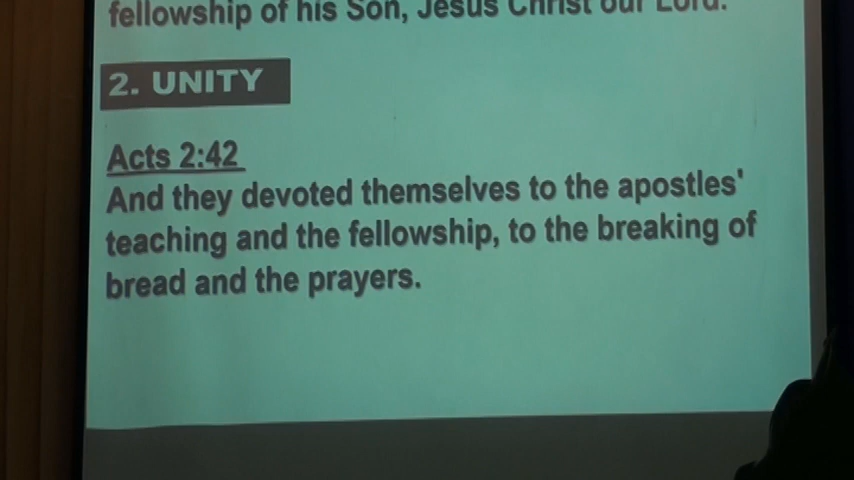 fellowship of his Son, Jesus Christ our Lord.
2. UNITY
Acts 2:42
And they devoted themselves to the apostles'
teaching and the fellowship, to the breaking of
bread and the prayers.